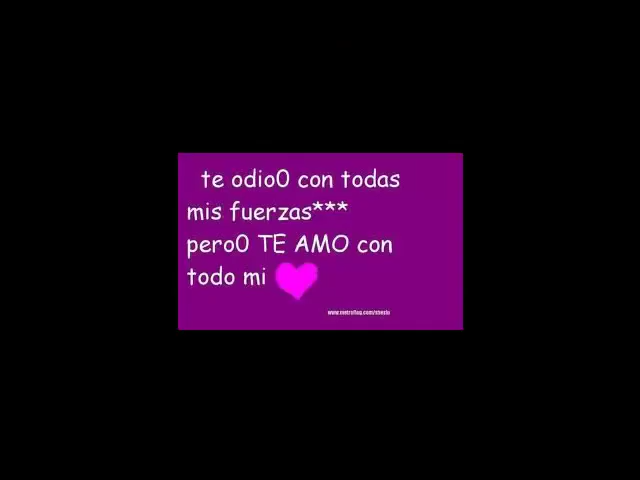 te odio0 con todas
mis fuerzas***
pero0 TE AMO con
todo mi